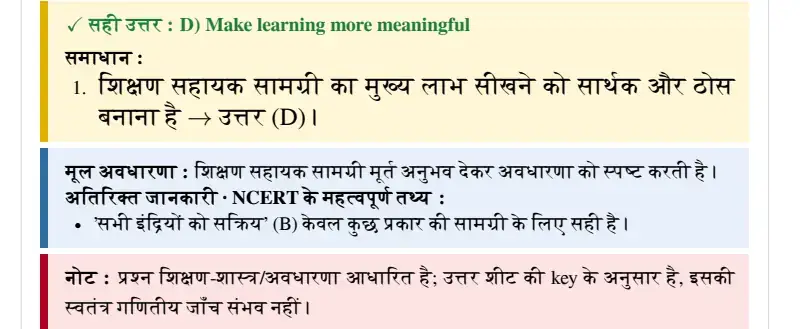 ✓ सही उत्तर : D) Make learning more meaningful
समाधान :
1. शिक्षण सहायक सामग्री का मुख्य लाभ सीखने को सार्थक और ठोस
बनाना है → उत्तर (D)।
मूल अवधारणा : शिक्षण सहायक सामग्री मूर्त अनुभव देकर अवधारणा को स्पष्ट करती है।
अतिरिक्त जानकारी · NCERT के महत्वपूर्ण तथ्य :
• 'सभी इंद्रियों को सक्रिय' (B) केवल कुछ प्रकार की सामग्री के लिए सही है।
नोट : प्रश्न शिक्षण-शास्त्र/अवधारणा आधारित है; उत्तर शीट की key के अनुसार है, इसकी
स्वतंत्र गणितीय जाँच संभव नहीं।